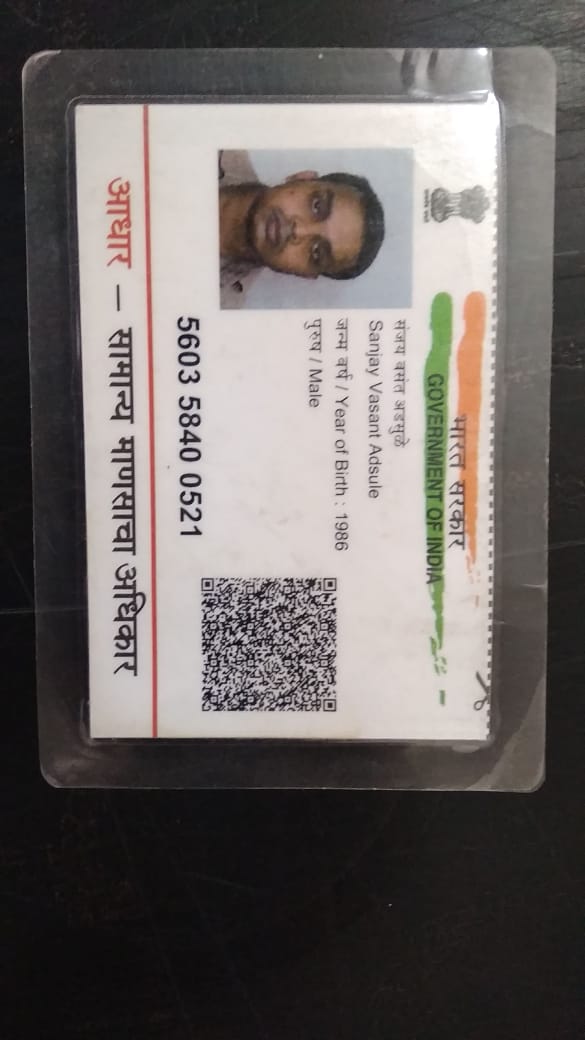 भारत सरकार
GOVERNMENT OF INDIA
संजय वसंत अडसुळे
Sanjay Vasant Adsule
जन्म वर्ष / Year of Birth : 1986
पुरुष / Male
5603 5840 0521
आधार – सामान्य माणसाचा अधिकार